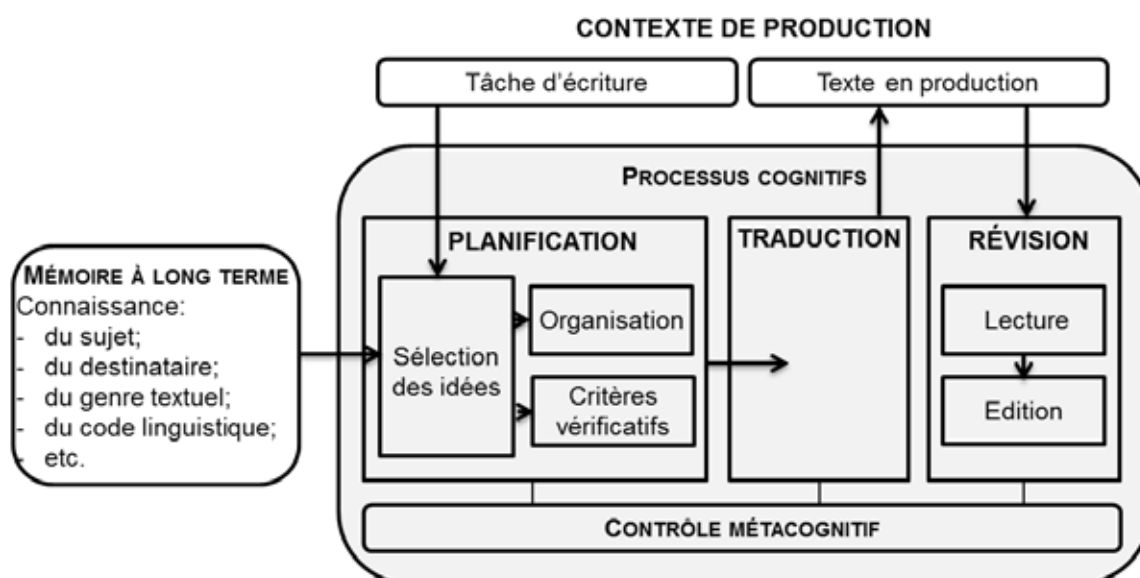 CONTEXTE DE PRODUCTION
Tâche d'écriture
Texte en production
PROCESSUS COGNITIFS
PLANIFICATION
TRADUCTION
RÉVISION
MÉMOIRE À LONG TERME
Connaissance:
- du sujet;
- du destinataire;
- du genre textuel;
- du code linguistique;
- etc.
Sélection
des idées
Organisation
Critères
vérificatifs
Lecture
Edition
CONTRÔLE MÉTACOGNITIF